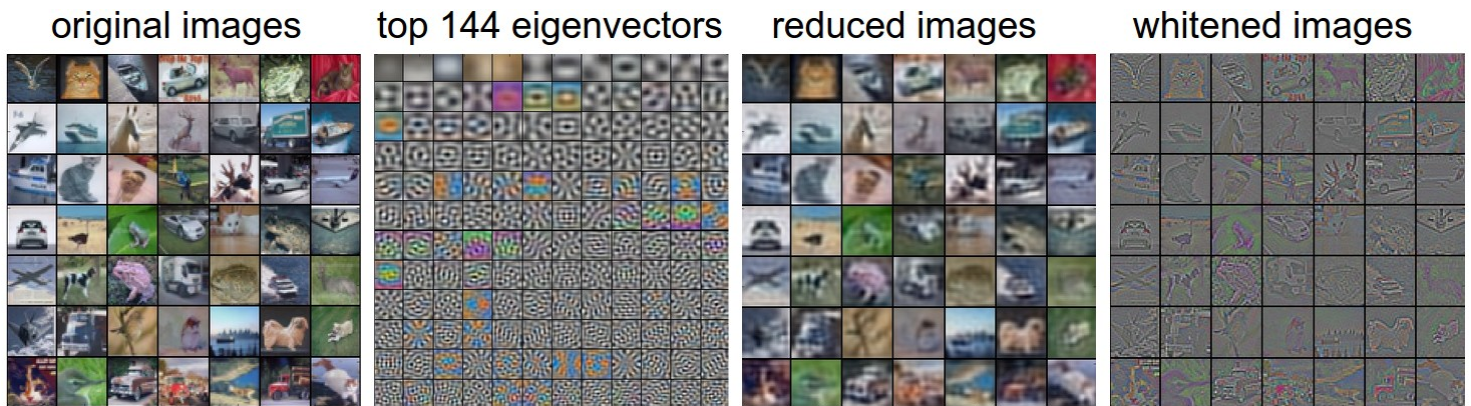 original images
top 144 eigenvectors
reduced images
whitened images